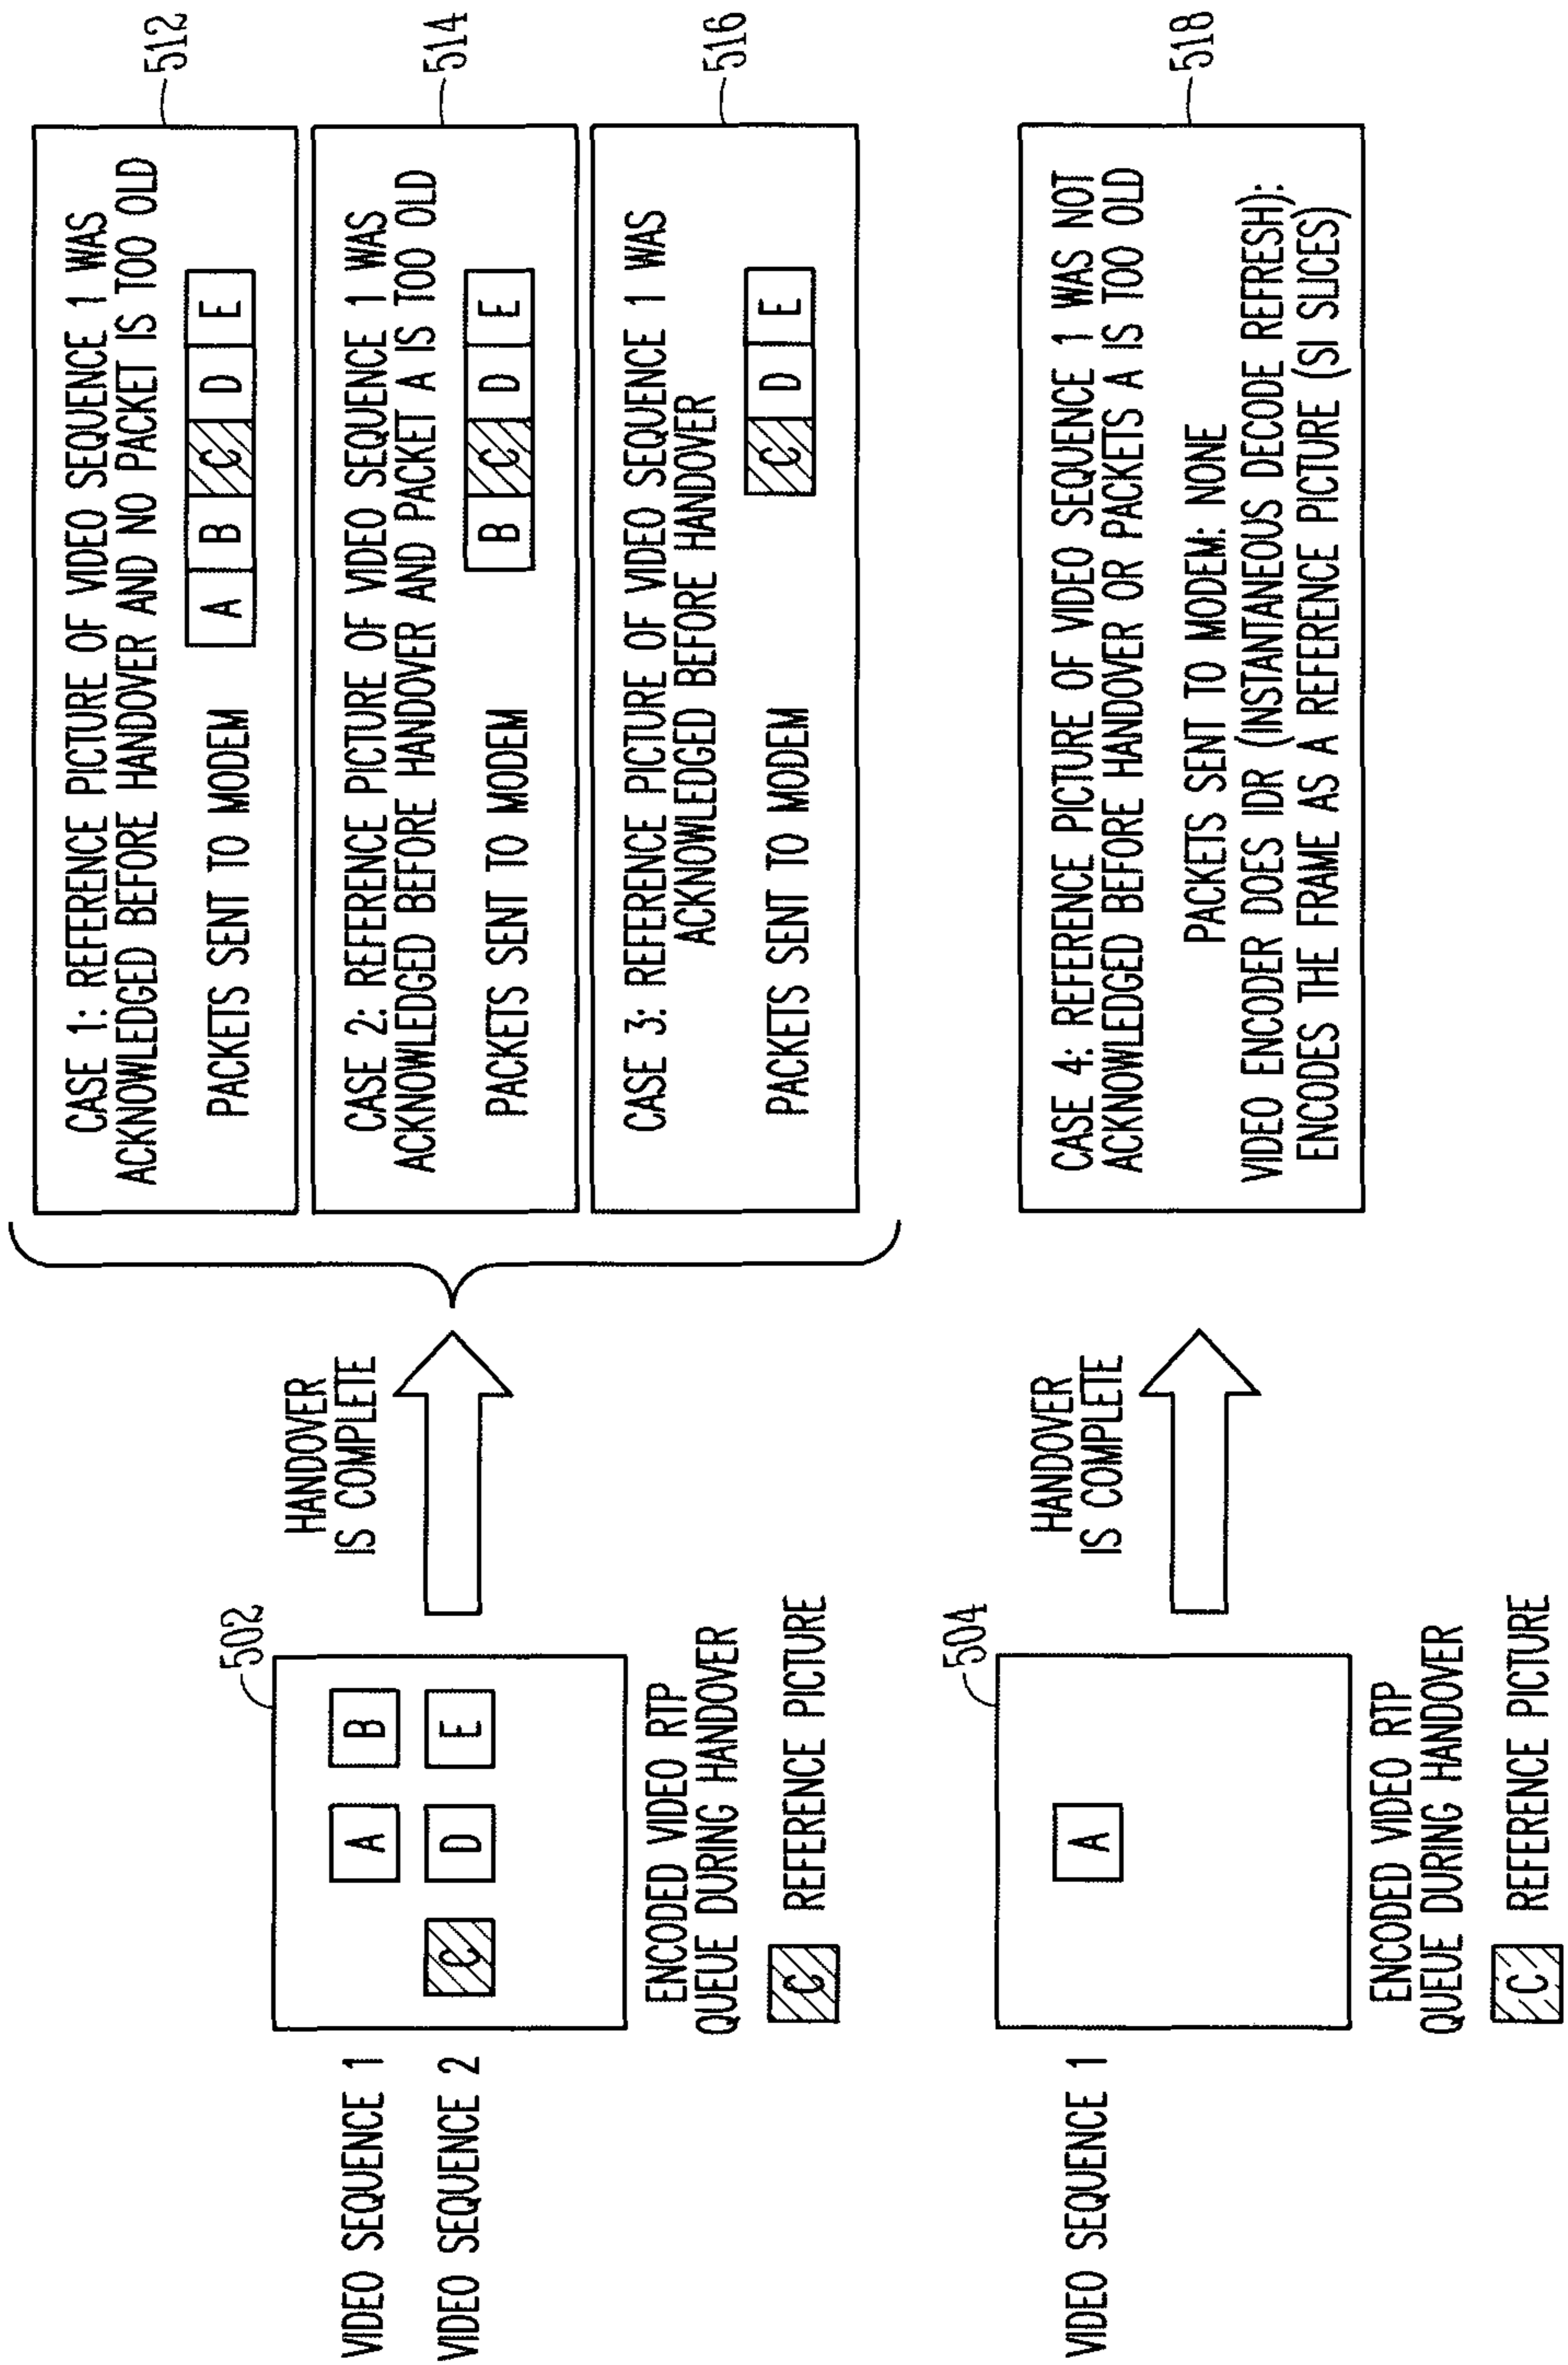 VIDEO SEQUENCE 1
VIDEO SEQUENCE 2
502
A
B
C
D
E
ENCODED VIDEO RTP
QUEUE DURING HANDOVER
C
REFERENCE PICTURE
HANDOVER
IS COMPLETE
CASE 1: REFERENCE PICTURE OF VIDEO SEQUENCE 1 WAS
ACKNOWLEDGED BEFORE HANDOVER AND NO PACKET IS TOO OLD
PACKETS SENT TO MODEM
A B C D E
512
CASE 2: REFERENCE PICTURE OF VIDEO SEQUENCE 1 WAS
ACKNOWLEDGED BEFORE HANDOVER AND PACKET A IS TOO OLD
PACKETS SENT TO MODEM
B C D E
514
CASE 3: REFERENCE PICTURE OF VIDEO SEQUENCE 1 WAS
ACKNOWLEDGED BEFORE HANDOVER
PACKETS SENT TO MODEM
C D E
516
VIDEO SEQUENCE 1
504
A
ENCODED VIDEO RTP
QUEUE DURING HANDOVER
C
REFERENCE PICTURE
HANDOVER
IS COMPLETE
CASE 4: REFERENCE PICTURE OF VIDEO SEQUENCE 1 WAS NOT
ACKNOWLEDGED BEFORE HANDOVER OR PACKETS A IS TOO OLD
PACKETS SENT TO MODEM: NONE
VIDEO ENCODER DOES IDR (INSTANTANEOUS DECODE REFRESH):
ENCODES THE FRAME AS A REFERENCE PICTURE (SI SLICES)
518